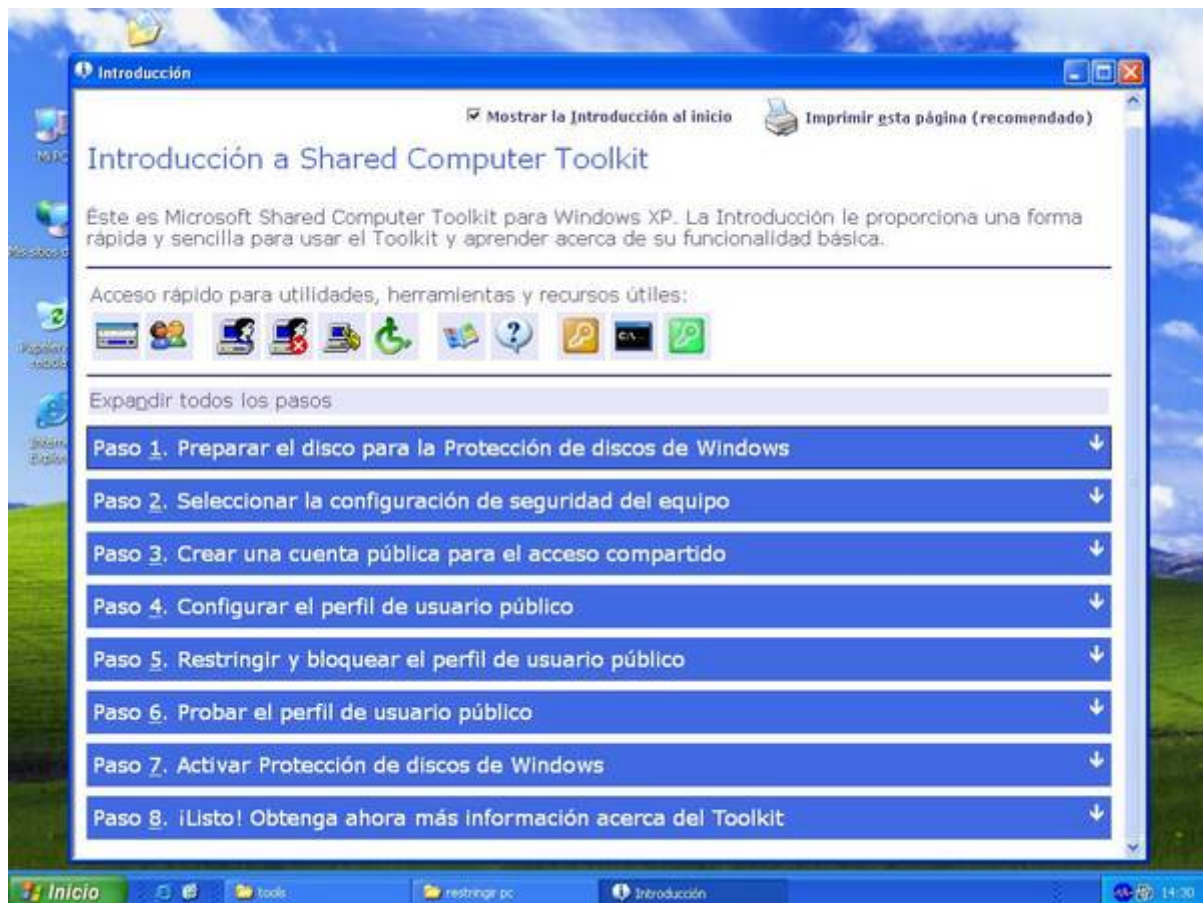 Introducción
Mostrar la Introducción al inicio
Imprimir esta página (recomendado)
Introducción a Shared Computer Toolkit
Éste es Microsoft Shared Computer Toolkit para Windows XP. La Introducción le proporciona una forma
rápida y sencilla para usar el Toolkit y aprender acerca de su funcionalidad básica.
Acceso rápido para utilidades, herramientas y recursos útiles:
Expandir todos los pasos
Paso 1. Preparar el disco para la Protección de discos de Windows
Paso 2. Seleccionar la configuración de seguridad del equipo
Paso 3. Crear una cuenta pública para el acceso compartido
Paso 4. Configurar el perfil de usuario público
Paso 5. Restringir y bloquear el perfil de usuario público
Paso 6. Probar el perfil de usuario público
Paso 7. Activar Protección de discos de Windows
Paso 8. ¡Listo! Obtenga ahora más información acerca del Toolkit
Inicio
tools
restringir pc
Introducción
14:30